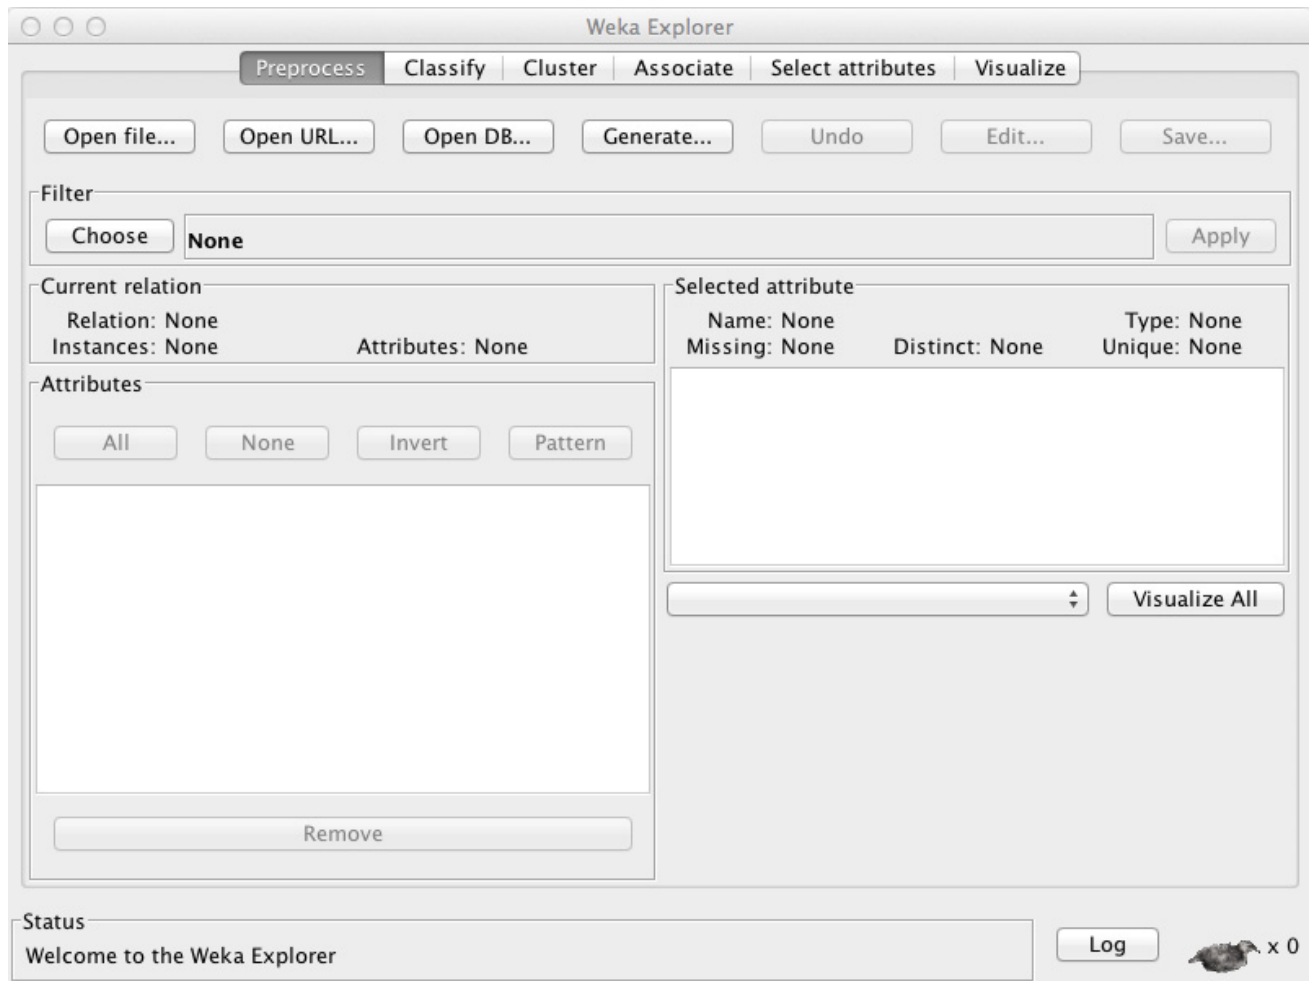 Weka Explorer
Preprocess Classify Cluster Associate Select attributes Visualize
Open file... Open URL... Open DB... Generate... Undo Edit... Save...
Filter
Choose None Apply
Current relation
Relation: None
Instances: None Attributes: None
Attributes
All None Invert Pattern
Remove
Selected attribute
Name: None Type: None
Missing: None Distinct: None Unique: None
Visualize All
Status
Welcome to the Weka Explorer
Log x 0